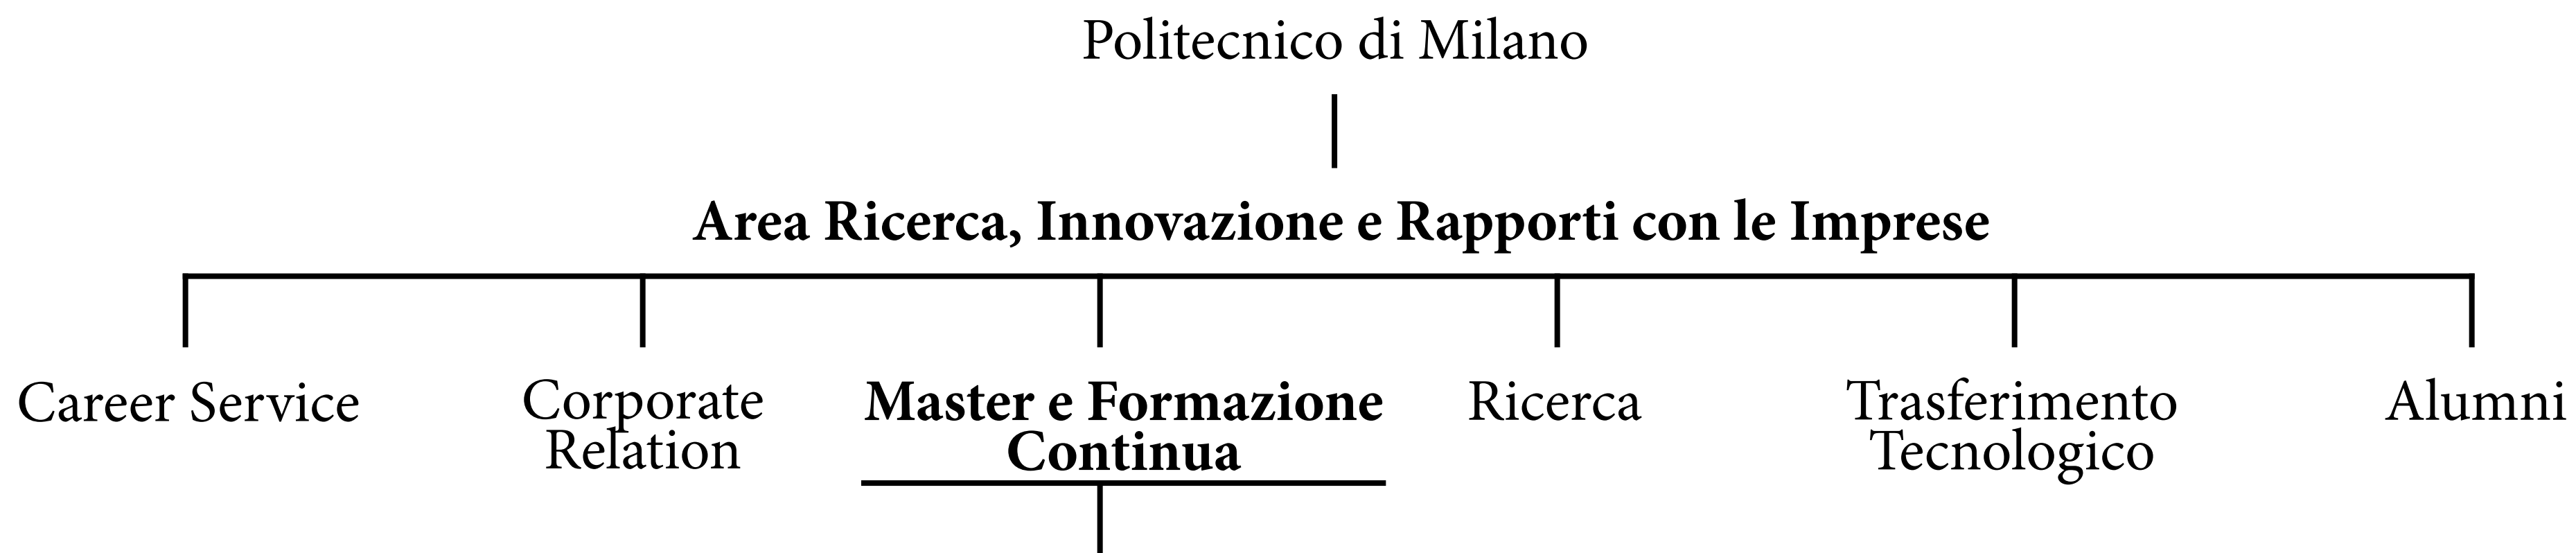 Politecnico di Milano
Area Ricerca, Innovazione e Rapporti con le Imprese
Career Service
Corporate
Relation
Master e Formazione
Continua
Ricerca
Trasferimento
Tecnologico
Alumni